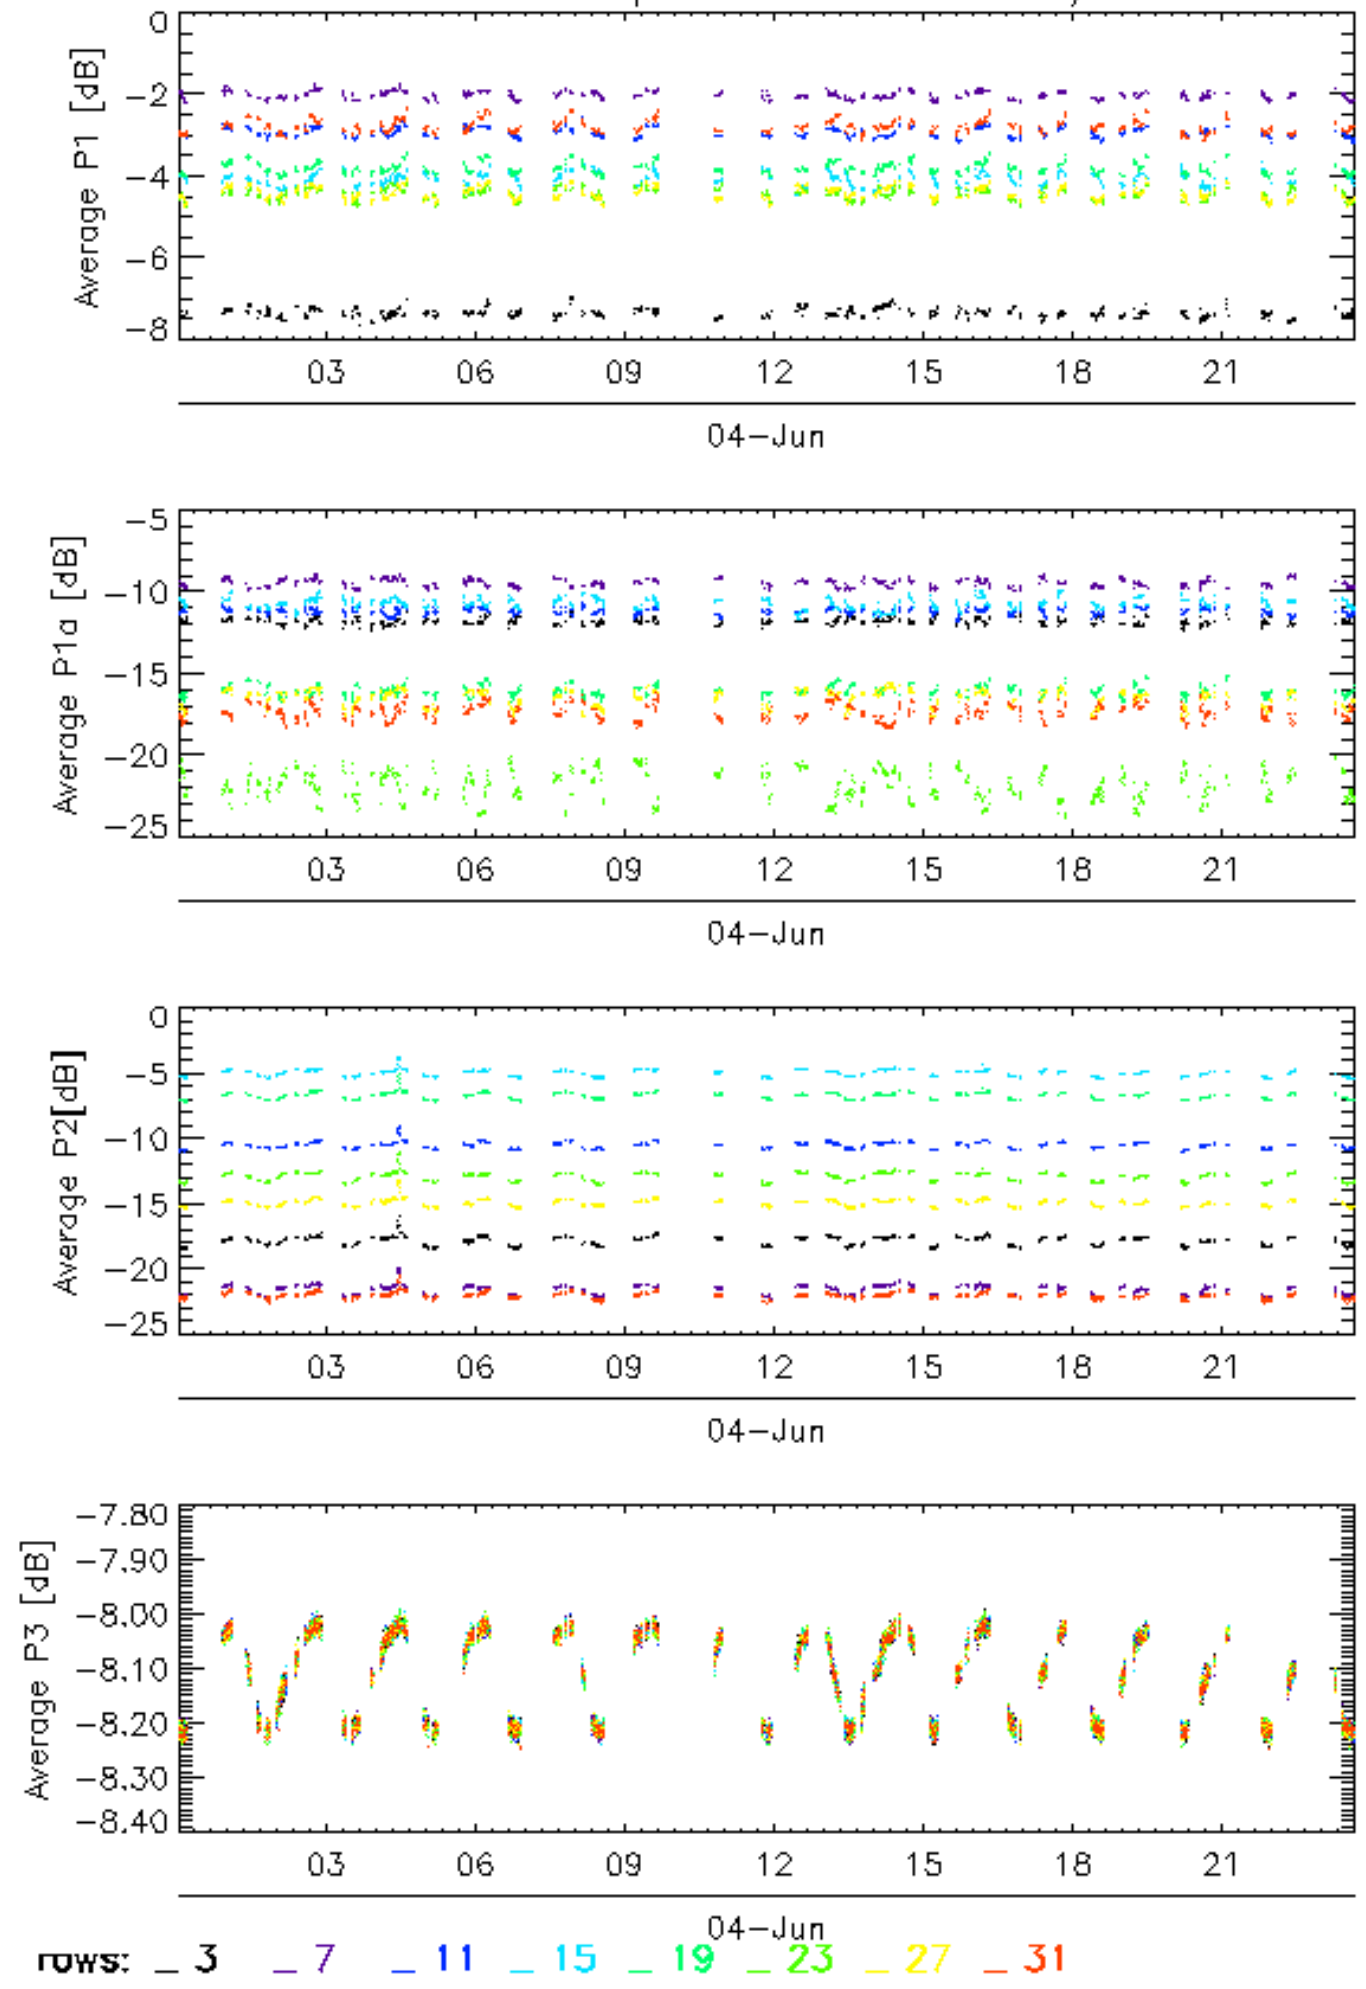 0
Average P1 [dB]
-2
-4
-6
-8
03 06 09 12 15 18 21
04-Jun
-5
Average P1a [dB]
-10
-15
-20
-25
03 06 09 12 15 18 21
04-Jun
0
Average P2[dB]
-5
-10
-15
-20
-25
03 06 09 12 15 18 21
04-Jun
-7.80
Average P3 [dB]
-7.90
-8.00
-8.10
-8.20
-8.30
-8.40
03 06 09 12 15 18 21
04-Jun
rows: _ 3 _ 7 _ 11 _ 15 _ 19 _ 23 _ 27 _ 31